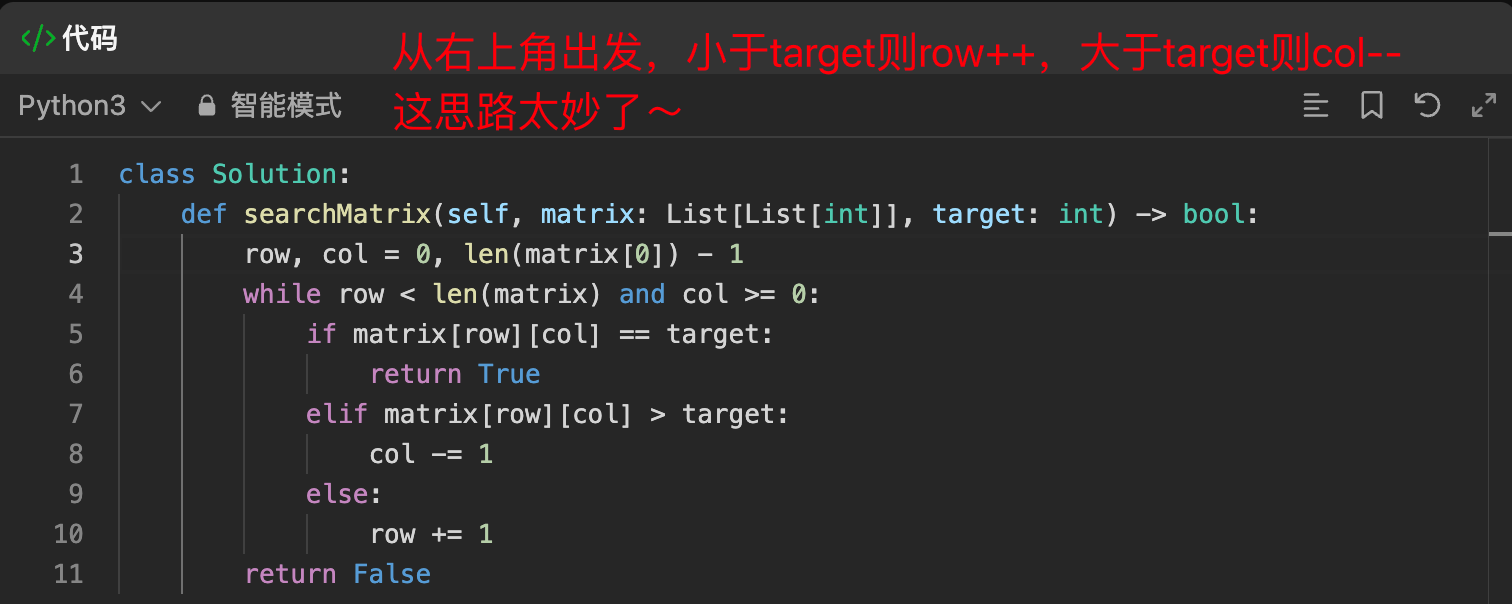 </> 代码
从右上角出发，小于target则row++，大于target则col--
这思路太妙了～
Python3 智能模式
1 class Solution:
2     def searchMatrix(self, matrix: List[List[int]], target: int) -> bool:
3         row, col = 0, len(matrix[0]) - 1
4         while row < len(matrix) and col >= 0:
5             if matrix[row][col] == target:
6                 return True
7             elif matrix[row][col] > target:
8                 col -= 1
9             else:
10                 row += 1
11         return False